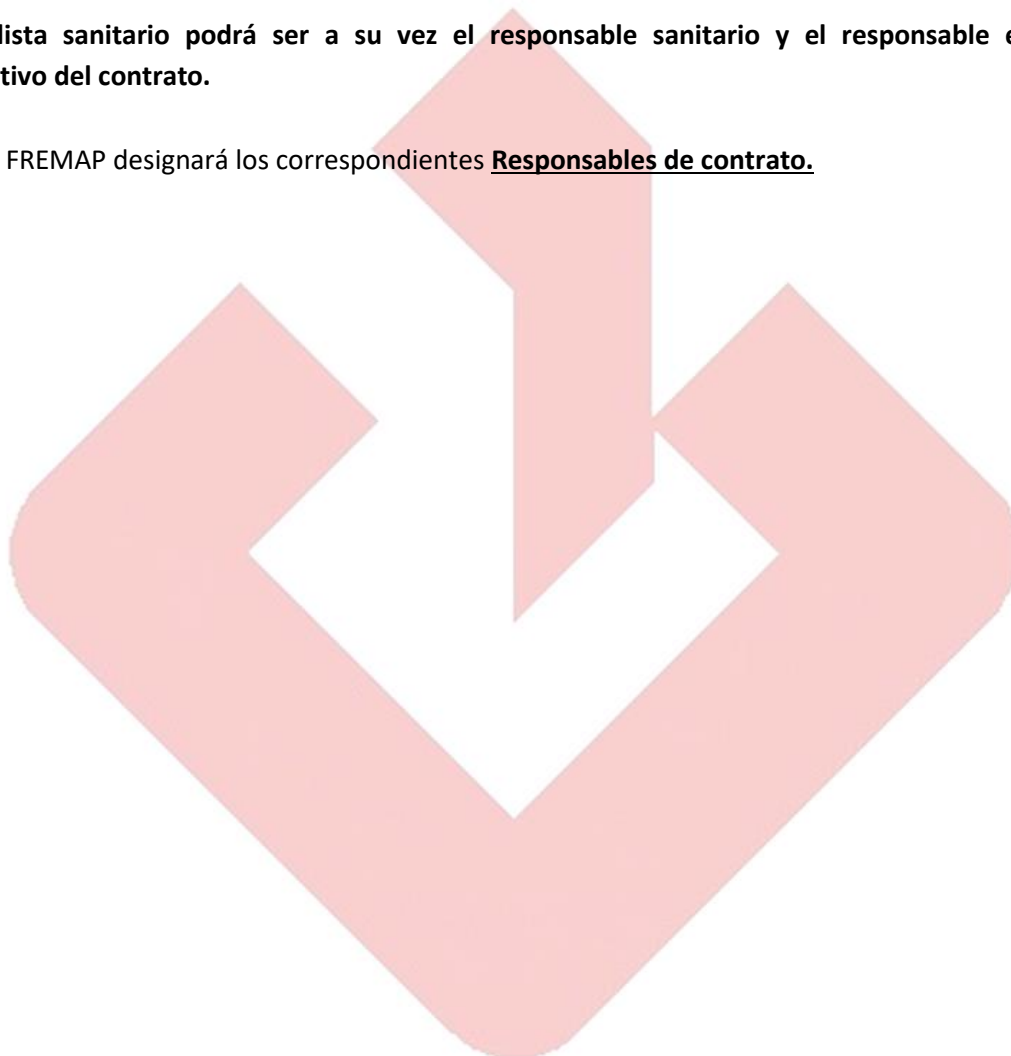 lista sanitario podrá ser a su vez el responsable sanitario y el responsable e
tivo del contrato.
FREMAP designará los correspondientes Responsables de contrato.